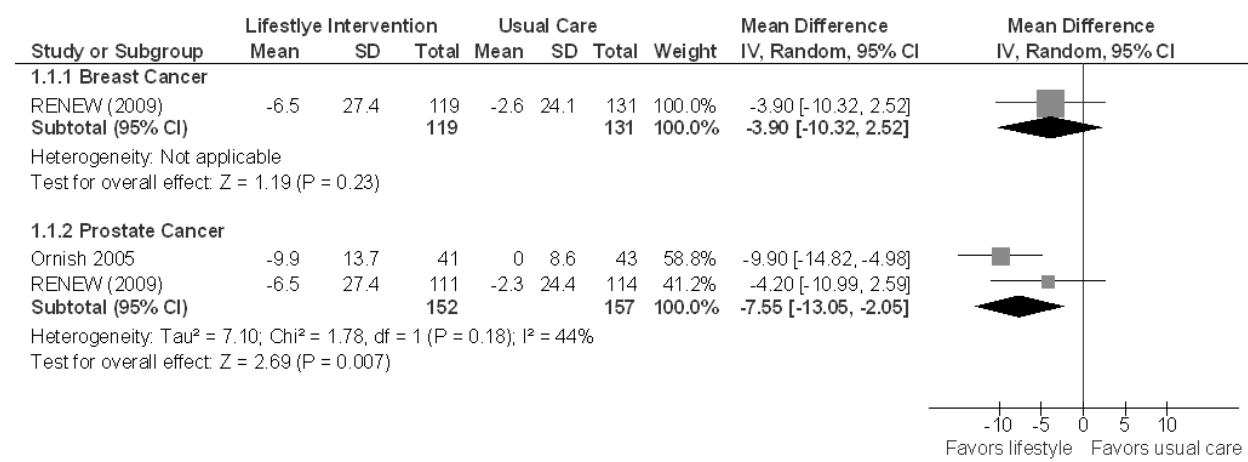 Lifestlye Intervention Usual Care Mean Difference Mean Difference
Study or Subgroup Mean SD Total Mean SD Total Weight IV, Random, 95% CI IV, Random, 95% CI
1.1.1 Breast Cancer
RENEW (2009) -6.5 27.4 119 -2.6 24.1 131 100.0% -3.90 [-10.32, 2.52]
Subtotal (95% CI) 119 131 100.0% -3.90 [-10.32, 2.52]
Heterogeneity: Not applicable
Test for overall effect: Z = 1.19 (P = 0.23)
1.1.2 Prostate Cancer
Ornish 2005 -9.9 13.7 41 0 8.6 43 58.8% -9.90 [-14.82, -4.98]
RENEW (2009) -6.5 27.4 111 -2.3 24.4 114 41.2% -4.20 [-10.99, 2.59]
Subtotal (95% CI) 152 157 100.0% -7.55 [-13.05, -2.05]
Heterogeneity: Tau² = 7.10; Chi² = 1.78, df = 1 (P = 0.18); I² = 44%
Test for overall effect: Z = 2.69 (P = 0.007)
-10 -5 0 5 10
Favors lifestyle Favors usual care